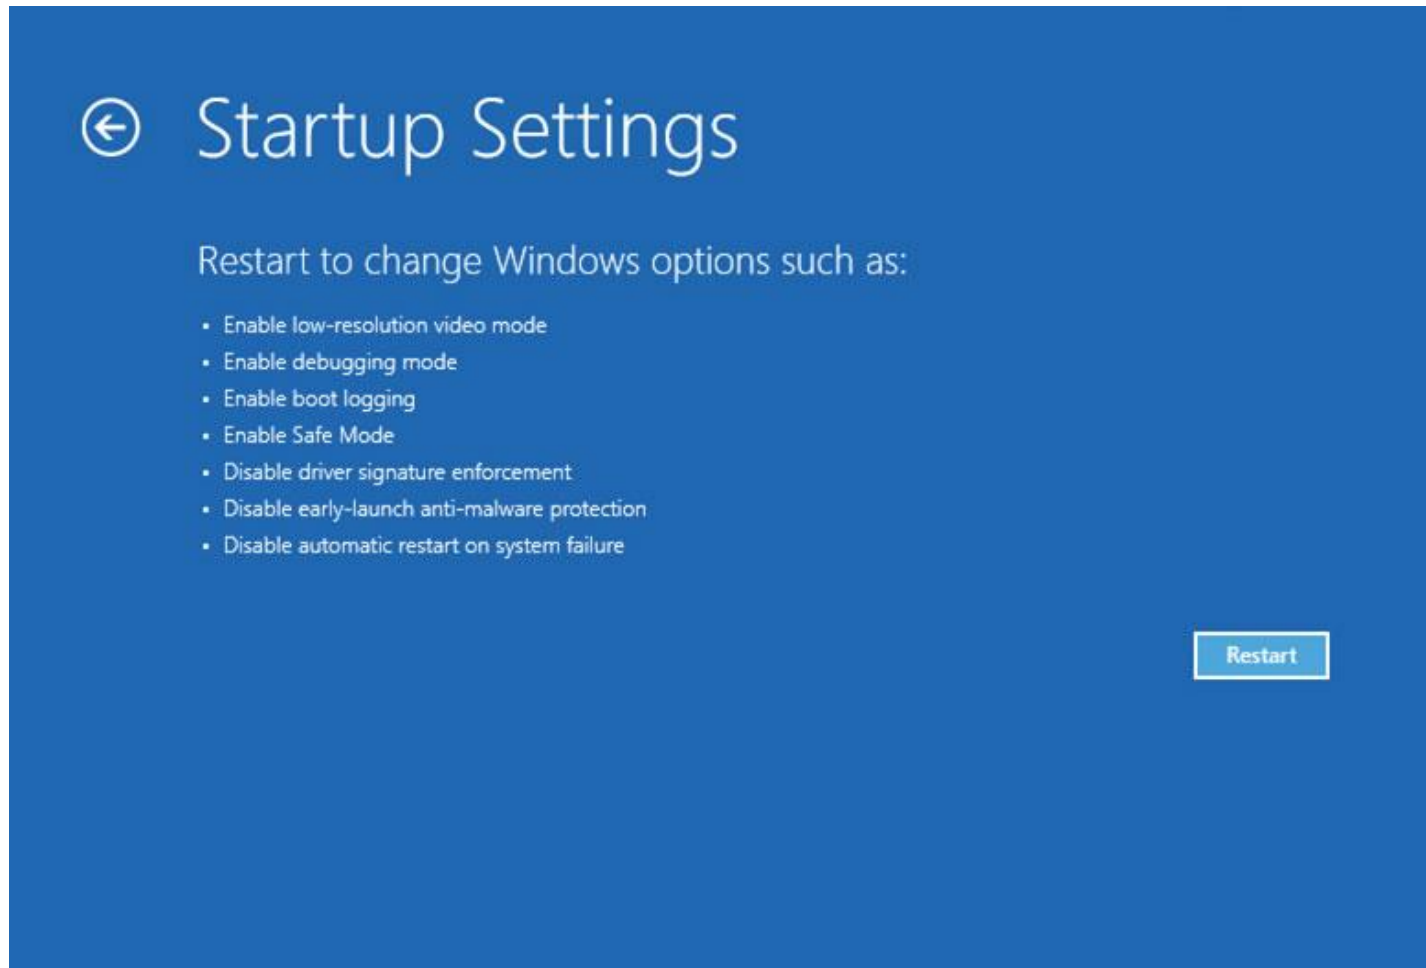 Startup Settings
Restart to change Windows options such as:
• Enable low-resolution video mode
• Enable debugging mode
• Enable boot logging
• Enable Safe Mode
• Disable driver signature enforcement
• Disable early-launch anti-malware protection
• Disable automatic restart on system failure
Restart